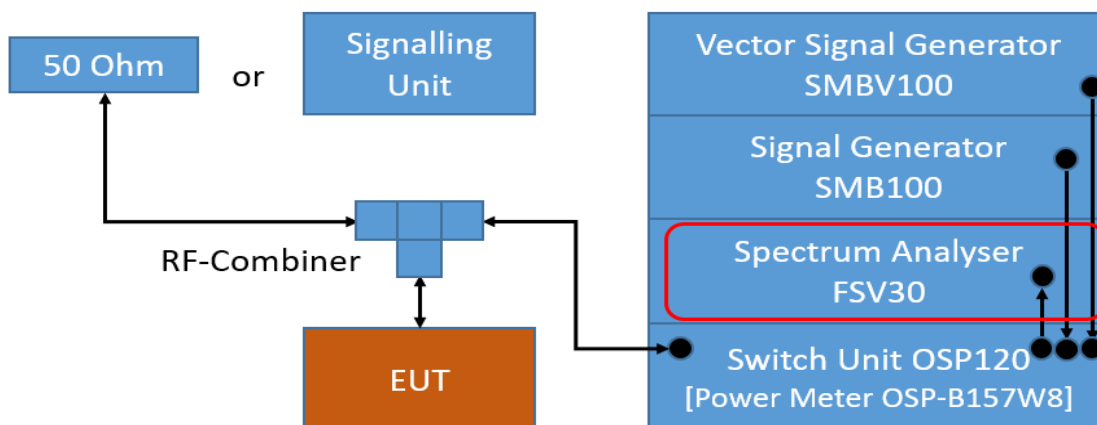 50 Ohm
or
Signalling
Unit
Vector Signal Generator
SMBV100
Signal Generator
SMB100
RF-Combiner
Spectrum Analyser
FSV30
EUT
Switch Unit OSP120
[Power Meter OSP-B157W8]